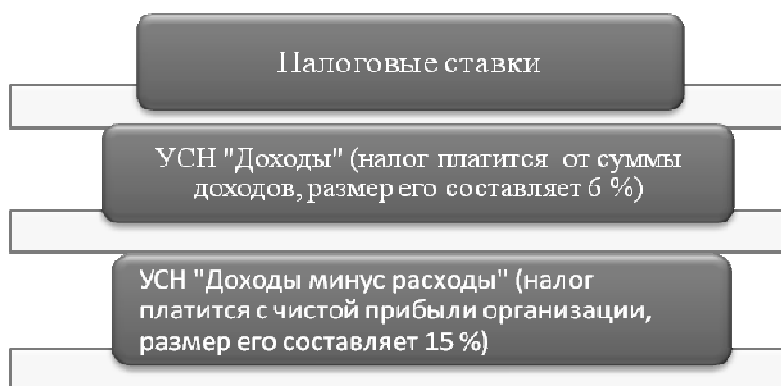 Налоговые ставки
УСН "Доходы" (налог платится от суммы
доходов, размер его составляет 6 %)
УСН "Доходы минус расходы" (налог
платится с чистой прибыли организации,
размер его составляет 15 %)